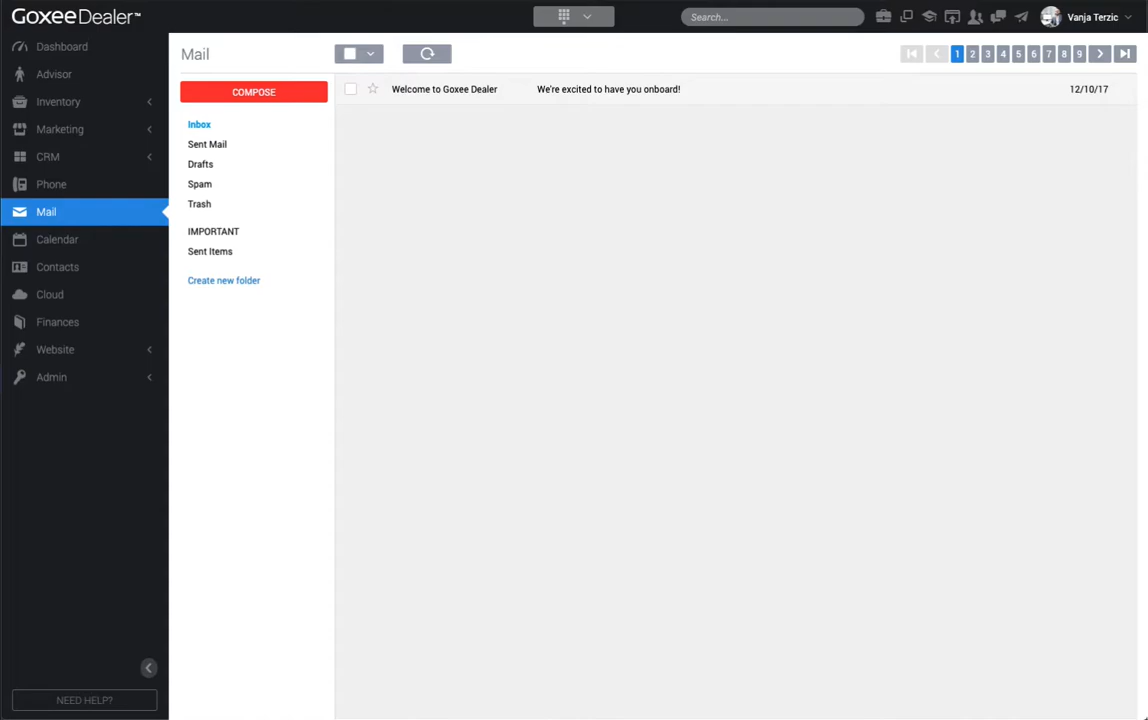 GoxeeDealer™
Search...
Vanja Terzic
Dashboard
Advisor
Inventory
Marketing
CRM
Phone
Mail
Calendar
Contacts
Cloud
Finances
Website
Admin
NEED HELP?
Mail
COMPOSE
Inbox
Sent Mail
Drafts
Spam
Trash
IMPORTANT
Sent Items
Create new folder
1 2 3 4 5 6 7 8 9
Welcome to Goxee Dealer We're excited to have you onboard! 12/10/17